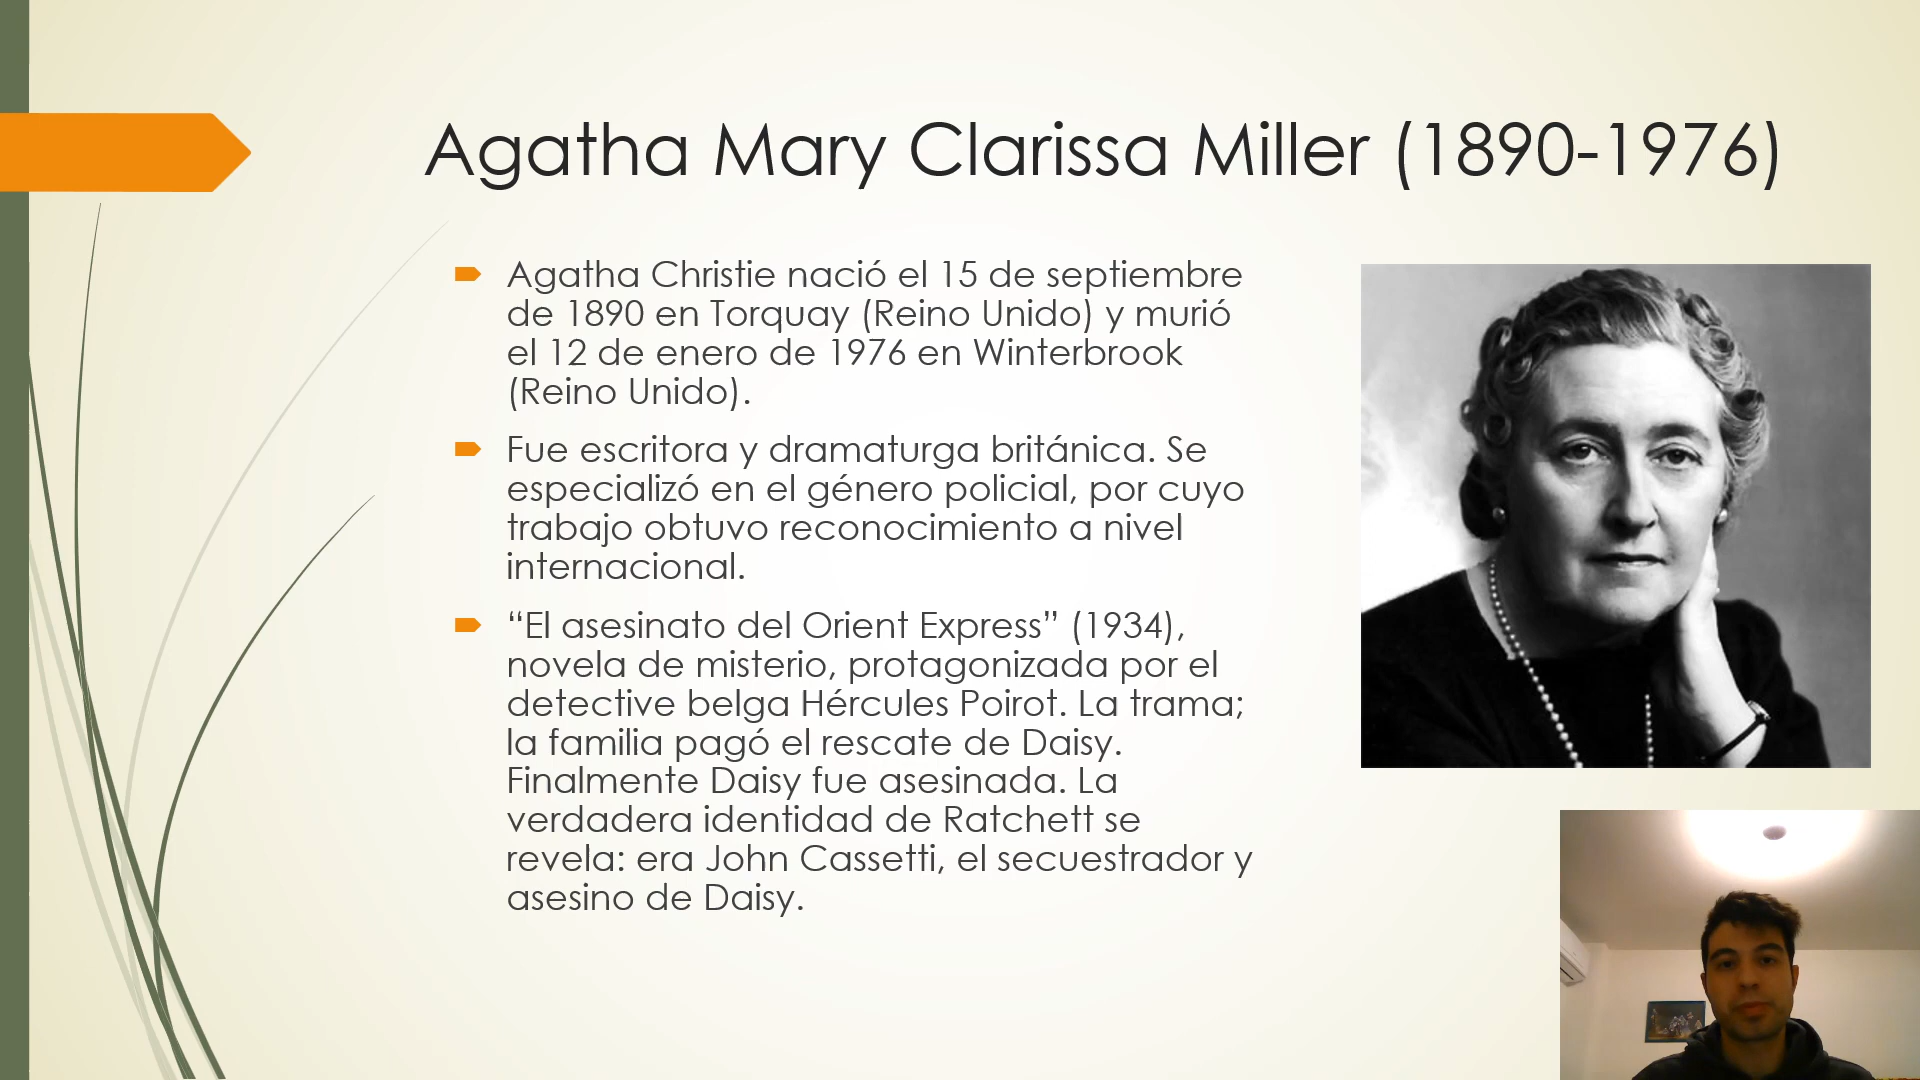 Agatha Mary Clarissa Miller (1890-1976)
Agatha Christie nació el 15 de septiembre
de 1890 en Torquay (Reino Unido) y murió
el 12 de enero de 1976 en Winterbrook
(Reino Unido).
Fue escritora y dramaturga británica. Se
especializó en el género policial, por cuyo
trabajo obtuvo reconocimiento a nivel
internacional.
“El asesinato del Orient Express” (1934),
novela de misterio, protagonizada por el
detective belga Hércules Poirot. La trama;
la familia pagó el rescate de Daisy.
Finalmente Daisy fue asesinada. La
verdadera identidad de Ratchett se
revela: era John Cassetti, el secuestrador y
asesino de Daisy.